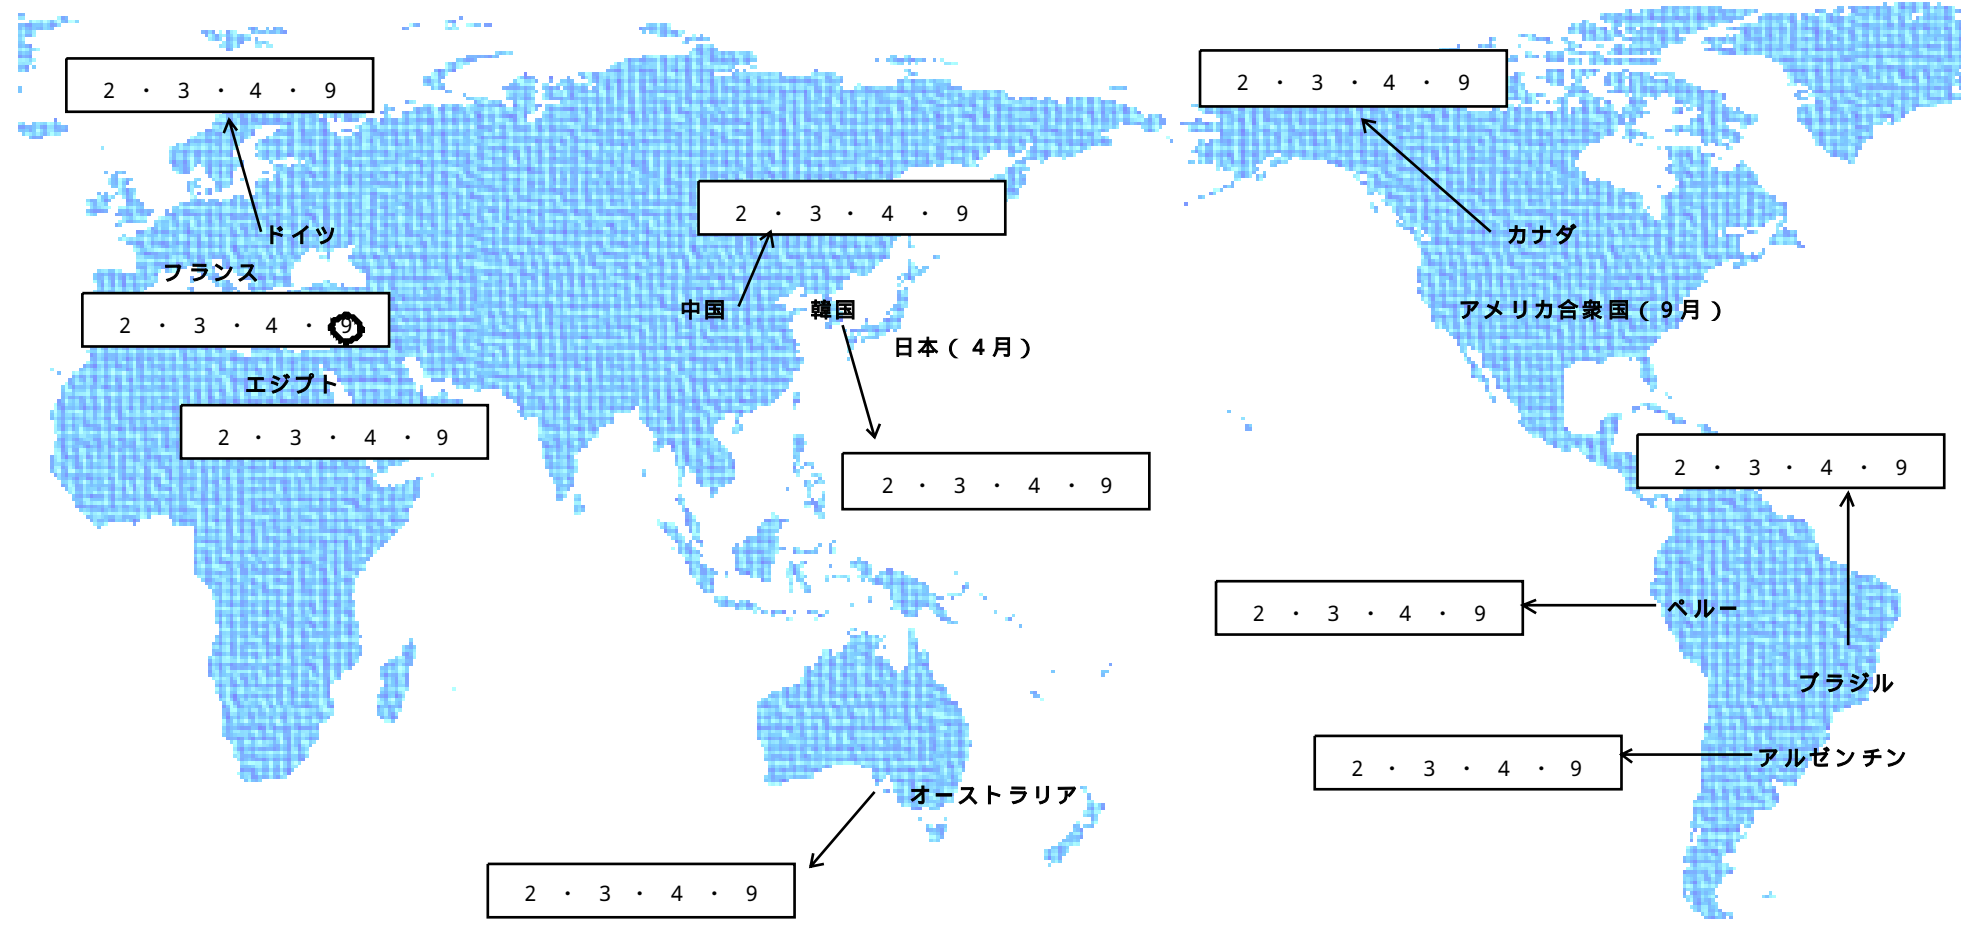 2 ・ 3 ・ 4 ・ 9
2 ・ 3 ・ 4 ・ 9
2 ・ 3 ・ 4 ・ 9
ドイツ
カナダ
フランス
2 ・ 3 ・ 4 ・ 9
中国
韓国
アメリカ合衆国(9月)
日本(4月)
エジプト
2 ・ 3 ・ 4 ・ 9
2 ・ 3 ・ 4 ・ 9
2 ・ 3 ・ 4 ・ 9
2 ・ 3 ・ 4 ・ 9
ペルー
ブラジル
2 ・ 3 ・ 4 ・ 9
アルゼンチン
オーストラリア
2 ・ 3 ・ 4 ・ 9